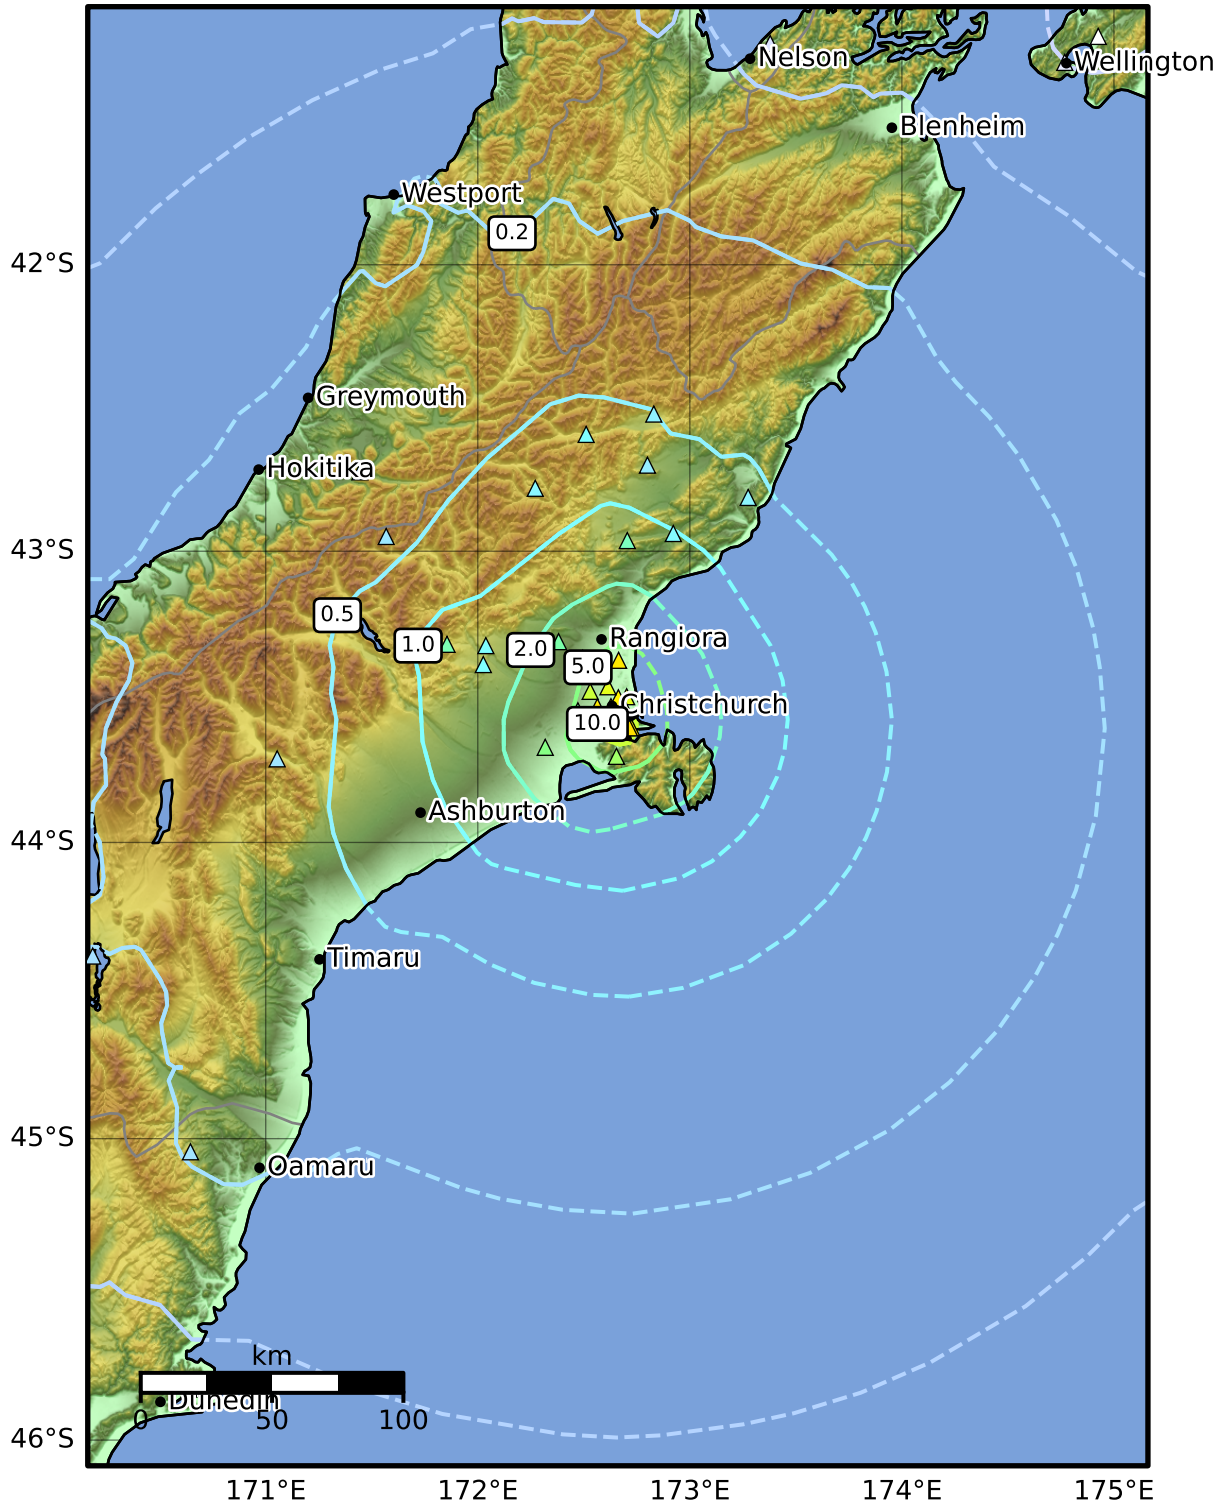 Nelson
Wellington
Blenheim
Westport
0.2
42°S
Greymouth
Hokitika
43°S
0.5
1.0
2.0
Rangiora
5.0
Christchurch
10.0
Ashburton
44°S
Timaru
45°S
Oamaru
km
Dunedin
0 50 100
46°S
171°E 172°E 173°E 174°E 175°E